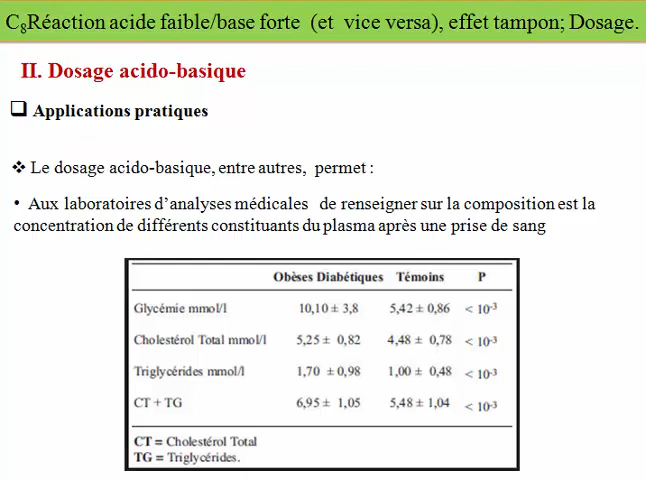 C₈Réaction acide faible/base forte (et vice versa), effet tampon; Dosage.
II. Dosage acido-basique
❑ Applications pratiques
❖ Le dosage acido-basique, entre autres, permet :
• Aux laboratoires d’analyses médicales de renseigner sur la composition est la
concentration de différents constituants du plasma après une prise de sang
Obèses Diabétiques Témoins P
Glycémie mmol/l 10,10 ± 3,8 5,42 ± 0,86 < 10⁻³
Cholestérol Total mmol/l 5,25 ± 0,82 4,48 ± 0,78 < 10⁻³
Triglycérides mmol/l 1,70 ± 0,98 1,00 ± 0,48 < 10⁻³
CT + TG 6,95 ± 1,05 5,48 ± 1,04 < 10⁻³
CT = Cholestérol Total
TG = Triglycérides.